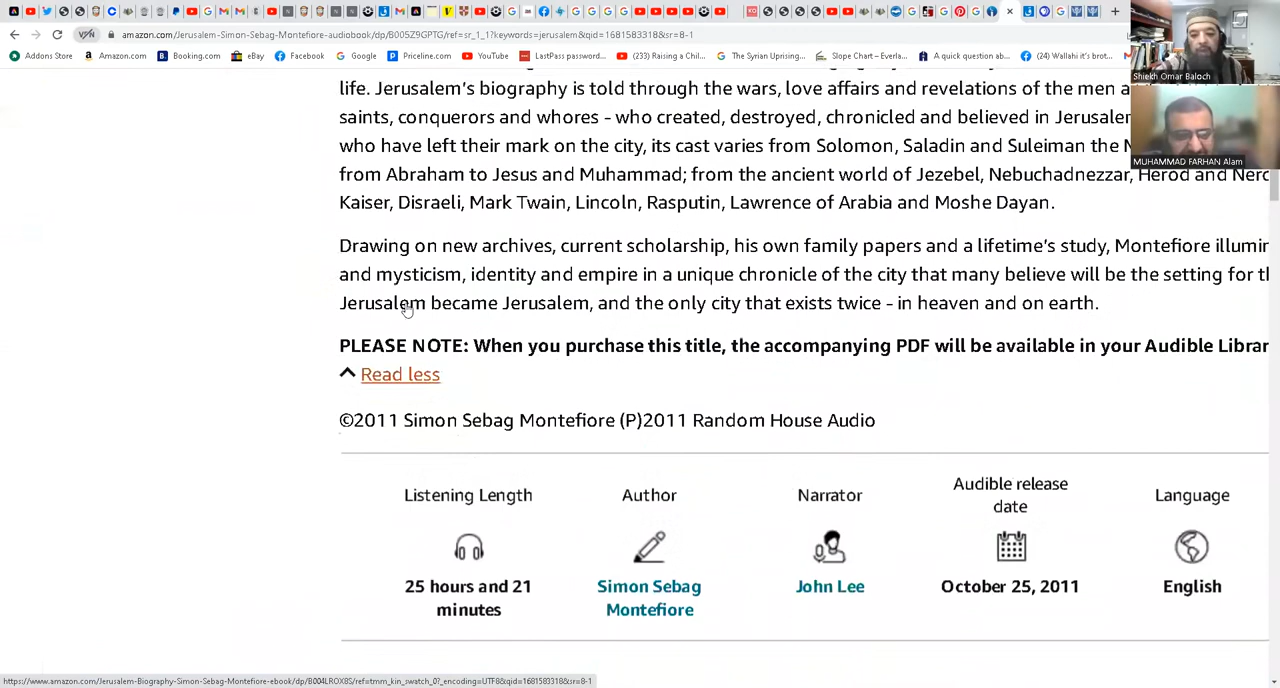 amazon.com/Jerusalem-Simon-Sebag-Montefiore-audiobook/dp/B005Z9GPTG/ref=sr_1_1?keywords=jerusalem&qid=1681583318&sr=8-1
Addons Store Amazon.com Booking.com eBay Facebook Google Priceline.com YouTube LastPass password... (233) Raising a Chil... The Syrian Uprising... Slope Chart – Everla... A quick question ab... (24) Wallahi it's brot...
Shiekh Omar Baloch
MUHAMMAD FARHAN Alam
life. Jerusalem's biography is told through the wars, love affairs and revelations of the men a
saints, conquerors and whores - who created, destroyed, chronicled and believed in Jerusalem
who have left their mark on the city, its cast varies from Solomon, Saladin and Suleiman the M
from Abraham to Jesus and Muhammad; from the ancient world of Jezebel, Nebuchadnezzar, Herod and Nero
Kaiser, Disraeli, Mark Twain, Lincoln, Rasputin, Lawrence of Arabia and Moshe Dayan.
Drawing on new archives, current scholarship, his own family papers and a lifetime's study, Montefiore illumin
and mysticism, identity and empire in a unique chronicle of the city that many believe will be the setting for th
Jerusalem became Jerusalem, and the only city that exists twice - in heaven and on earth.
PLEASE NOTE: When you purchase this title, the accompanying PDF will be available in your Audible Librar
Read less
©2011 Simon Sebag Montefiore (P)2011 Random House Audio
Listening Length Author Narrator Audible release date Language
25 hours and 21 minutes Simon Sebag Montefiore John Lee October 25, 2011 English
https://www.amazon.com/Jerusalem-Biography-Simon-Sebag-Montefiore-ebook/dp/B004LROX8S/ref=tmm_kin_swatch_0?_encoding=UTF8&qid=1681583318&sr=8-1